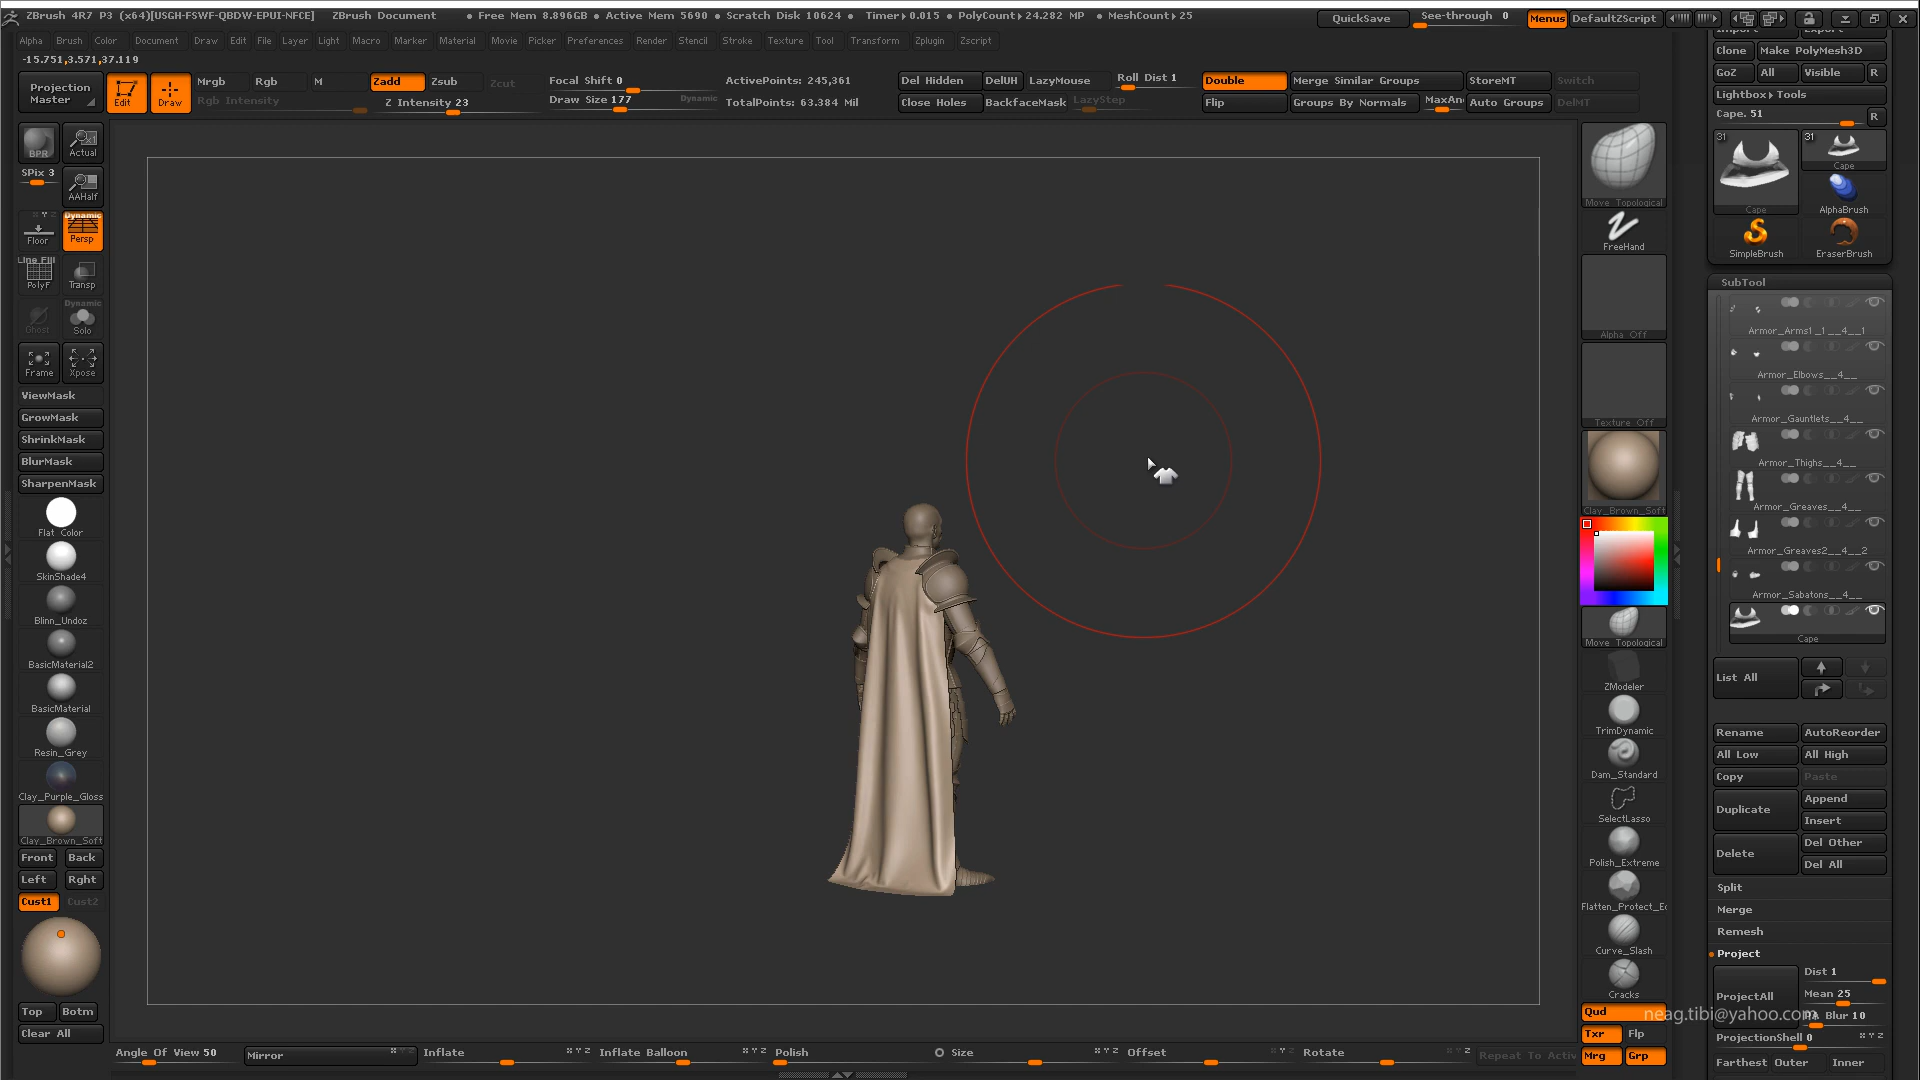 ZBrush 4R7 P3 (x64)[USGH-FSWF-QBDW-EPUI-NFCE] ZBrush Document • Free Mem 8.896GB • Active Mem 5690 • Scratch Disk 10624 • Timer▸0.015 • PolyCount▸24.282 MP • MeshCount▸25 QuickSave See-through 0 Menus DefaultZScript
Alpha Brush Color Document Draw Edit File Layer Light Macro Marker Material Movie Picker Preferences Render Stencil Stroke Texture Tool Transform Zplugin Zscript
-15.751,3.571,37.119
Projection Master
Edit
Draw
Mrgb Rgb M Zadd Zsub Zcut
Rgb Intensity Z Intensity 23
Focal Shift 0
Draw Size 177 Dynamic
ActivePoints: 245,361
TotalPoints: 63.384 Mil
Del Hidden DelUH LazyMouse Roll Dist 1
Close Holes BackfaceMask LazyStep
Double Merge Similar Groups StoreMT Switch
Flip Groups By Normals MaxAn Auto Groups DelMT
BPR
Actual
SPix 3
AAHalf
Floor
Dynamic
Persp
Line Fill
PolyF
Transp
Ghost
Dynamic
Solo
Frame
Xpose
ViewMask
GrowMask
ShrinkMask
BlurMask
SharpenMask
Flat Color
SkinShade4
Blinn_Undoz
BasicMaterial2
BasicMaterial
Resin_Grey
Clay_Purple_Gloss
Clay_Brown_Soft
Front Back
Left Rght
Cust1 Cust2
Top Botm
Clear All
Angle Of View 50 Mirror Inflate Inflate Balloon Polish Size Offset Rotate Repeat To Activ
Move Topological
FreeHand
Alpha Off
Texture Off
Clay_Brown_Soft
Move Topological
ZModeler
TrimDynamic
Dam_Standard
SelectLasso
Polish_Extreme
Flatten_Protect_Ed
Curve_Slash
Cracks
Qud
Txr Flp
Mrg Grp
Clone Make PolyMesh3D
GoZ All Visible R
Lightbox▸Tools
Cape. 51 R
31
Cape
31
Cape
AlphaBrush
SimpleBrush
EraserBrush
SubTool
Armor_Arms1_1__4__1
Armor_Elbows__4__
Armor_Gauntlets__4__
Armor_Thighs__4__
Armor_Greaves__4__
Armor_Greaves2__4__2
Armor_Sabatons__4__
Cape
List All
Rename AutoReorder
All Low All High
Copy Paste
Duplicate Append
Insert
Delete Del Other
Del All
Split
Merge
Remesh
Project
ProjectAll Dist 1
Mean 25
PA Blur 10
ProjectionShell 0
Farthest Outer Inner
neag.tibi@yahoo.com